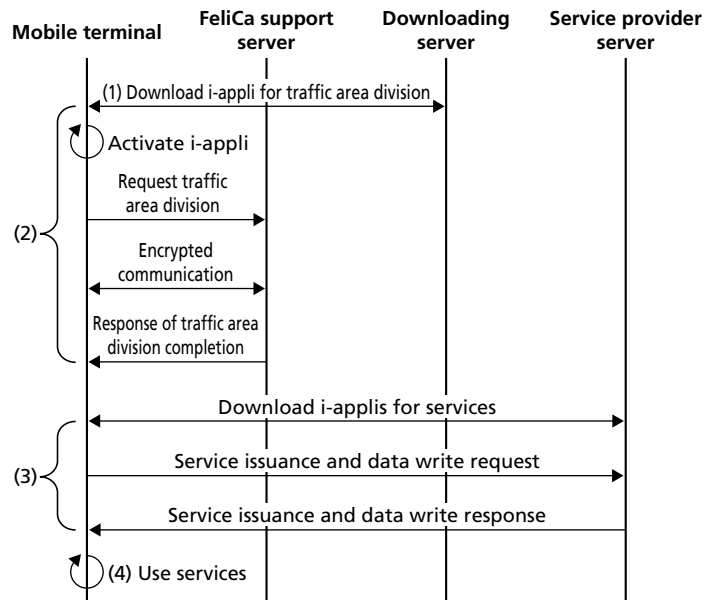 Mobile terminal
FeliCa support
server
Downloading
server
Service provider
server
(1) Download i-appli for traffic area division
Activate i-appli
Request traffic
area division
(2)
Encrypted
communication
Response of traffic area
division completion
Download i-applis for services
Service issuance and data write request
(3)
Service issuance and data write response
(4) Use services